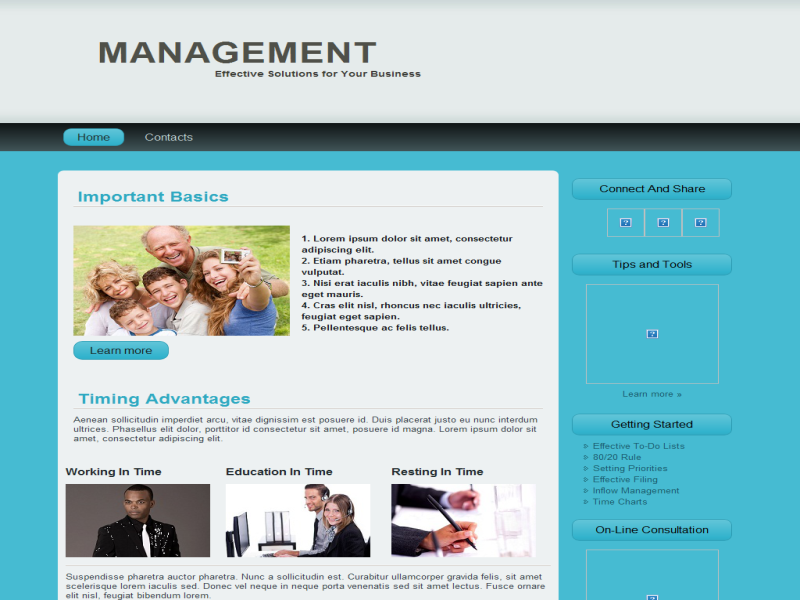 MANAGEMENT
Effective Solutions for Your Business
Home
Contacts
Important Basics
1. Lorem ipsum dolor sit amet, consectetur
adipiscing elit.
2. Etiam pharetra, tellus sit amet congue
vulputat.
3. Nisi erat iaculis nibh, vitae feugiat sapien ante
eget mauris.
4. Cras elit nisl, rhoncus nec iaculis ultricies,
feugiat eget sapien.
5. Pellentesque ac felis tellus.
Learn more
Timing Advantages
Aenean sollicitudin imperdiet arcu, vitae dignissim est posuere id. Duis placerat justo eu nunc interdum
ultrices. Phasellus elit dolor, porttitor id consectetur sit amet, posuere id magna. Lorem ipsum dolor sit
amet, consectetur adipiscing elit.
Working In Time
Education In Time
Resting In Time
Suspendisse pharetra auctor pharetra. Nunc a sollicitudin est. Curabitur ullamcorper gravida felis, sit amet
scelerisque lorem iaculis sed. Donec vel neque in neque porta venenatis sed sit amet lectus. Fusce ornare
elit nisl, feugiat bibendum lorem.
Connect And Share
Tips and Tools
Learn more »
Getting Started
Effective To-Do Lists
80/20 Rule
Setting Priorities
Effective Filing
Inflow Management
Time Charts
On-Line Consultation